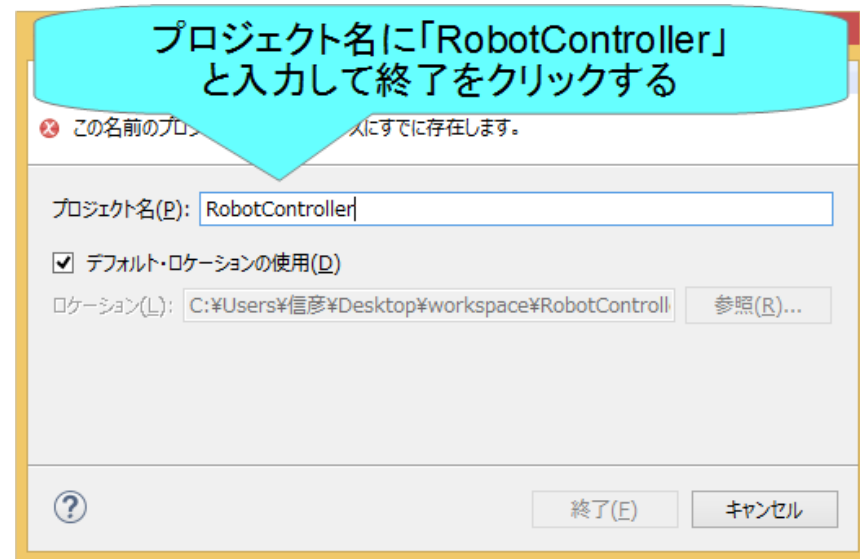 プロジェクト名に「RobotController」
と入力して終了をクリックする
この名前のプロ スにすでに存在します。
プロジェクト名(P): RobotController
デフォルト・ロケーションの使用(D)
ロケーション(L): C:¥Users¥信彦¥Desktop¥workspace¥RobotControll 参照(R)...
?
終了(F) キャンセル